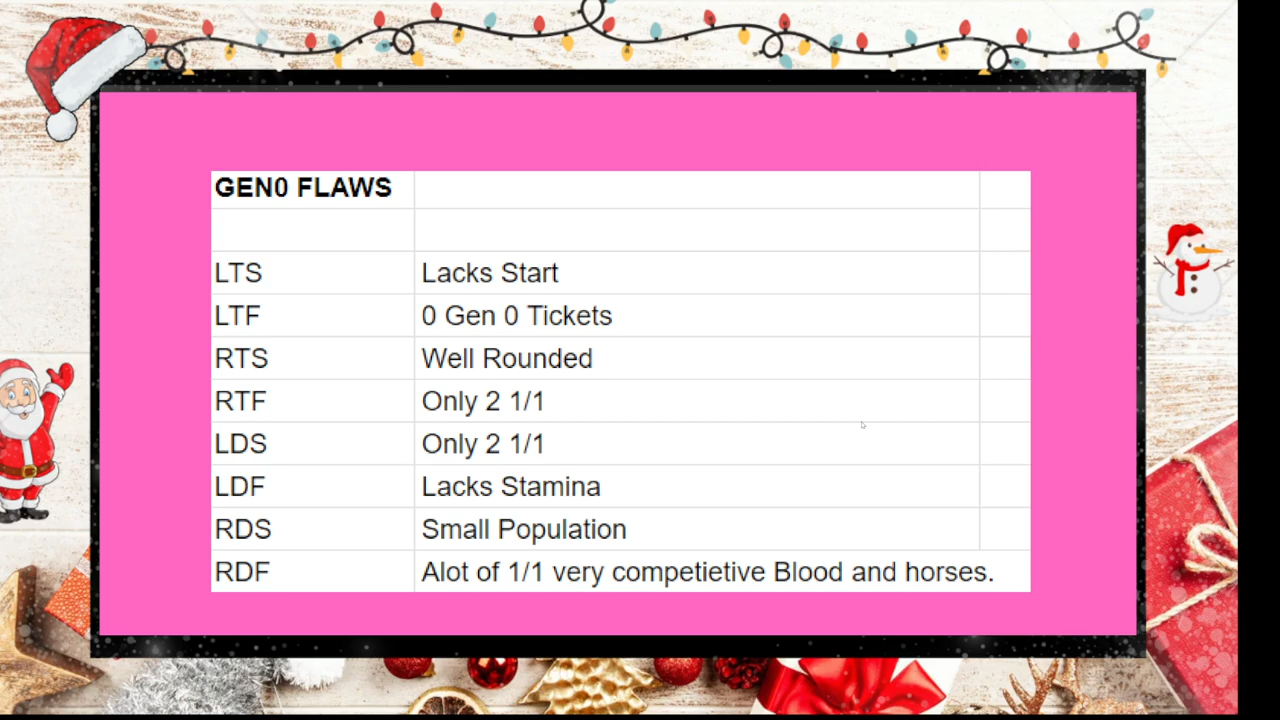 GEN0 FLAWS
LTS Lacks Start
LTF 0 Gen 0 Tickets
RTS Well Rounded
RTF Only 2 1/1
LDS Only 2 1/1
LDF Lacks Stamina
RDS Small Population
RDF Alot of 1/1 very competietive Blood and horses.